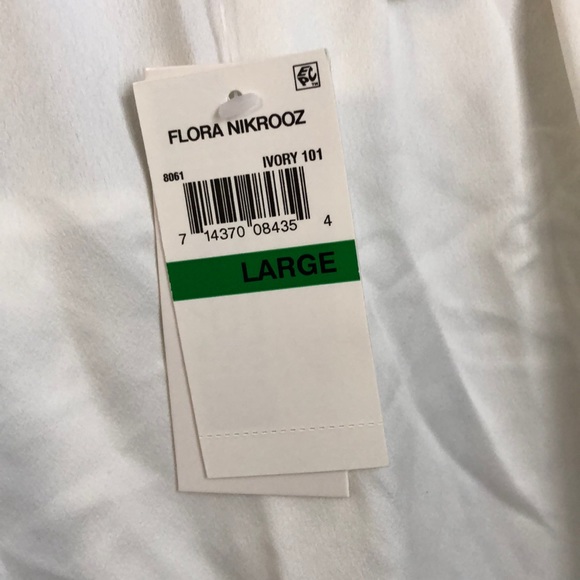 FLORA NIKROOZ
IVORY 101
8061
7 14370 08435 4
LARGE